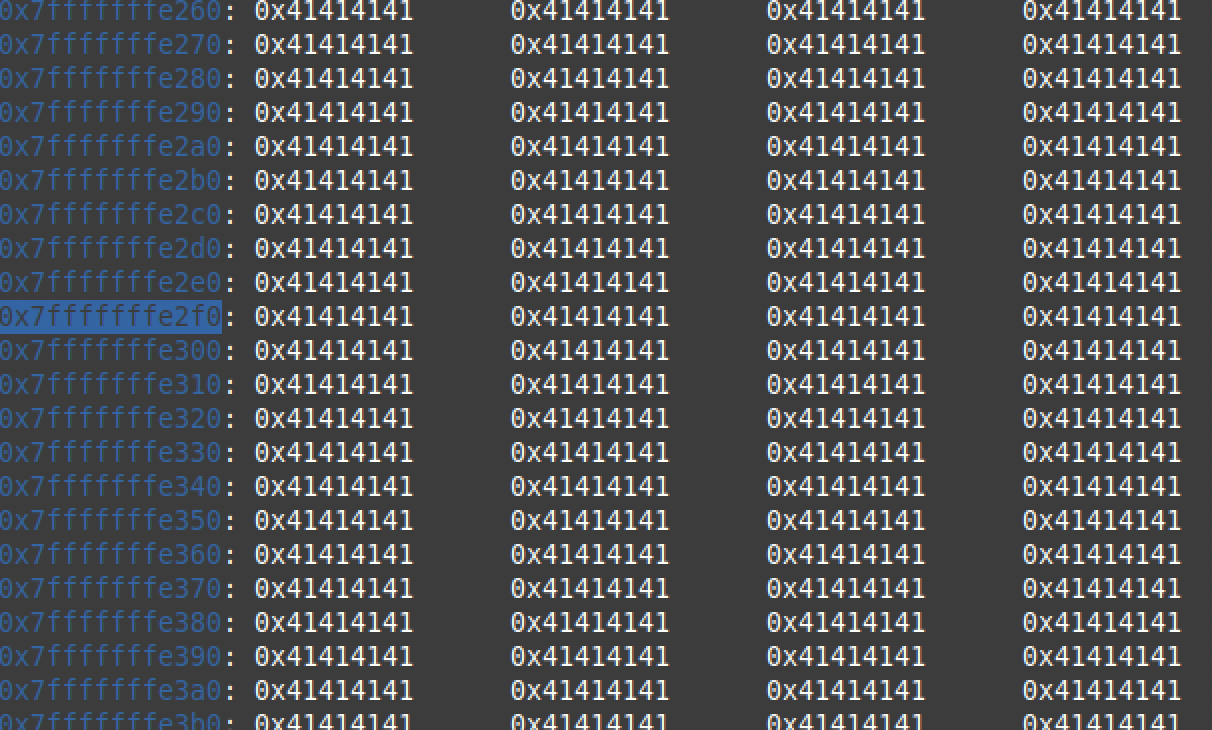 0x7fffffffe260: 0x41414141 0x41414141 0x41414141 0x41414141
0x7fffffffe270: 0x41414141 0x41414141 0x41414141 0x41414141
0x7fffffffe280: 0x41414141 0x41414141 0x41414141 0x41414141
0x7fffffffe290: 0x41414141 0x41414141 0x41414141 0x41414141
0x7fffffffe2a0: 0x41414141 0x41414141 0x41414141 0x41414141
0x7fffffffe2b0: 0x41414141 0x41414141 0x41414141 0x41414141
0x7fffffffe2c0: 0x41414141 0x41414141 0x41414141 0x41414141
0x7fffffffe2d0: 0x41414141 0x41414141 0x41414141 0x41414141
0x7fffffffe2e0: 0x41414141 0x41414141 0x41414141 0x41414141
0x7fffffffe2f0: 0x41414141 0x41414141 0x41414141 0x41414141
0x7fffffffe300: 0x41414141 0x41414141 0x41414141 0x41414141
0x7fffffffe310: 0x41414141 0x41414141 0x41414141 0x41414141
0x7fffffffe320: 0x41414141 0x41414141 0x41414141 0x41414141
0x7fffffffe330: 0x41414141 0x41414141 0x41414141 0x41414141
0x7fffffffe340: 0x41414141 0x41414141 0x41414141 0x41414141
0x7fffffffe350: 0x41414141 0x41414141 0x41414141 0x41414141
0x7fffffffe360: 0x41414141 0x41414141 0x41414141 0x41414141
0x7fffffffe370: 0x41414141 0x41414141 0x41414141 0x41414141
0x7fffffffe380: 0x41414141 0x41414141 0x41414141 0x41414141
0x7fffffffe390: 0x41414141 0x41414141 0x41414141 0x41414141
0x7fffffffe3a0: 0x41414141 0x41414141 0x41414141 0x41414141
0x7fffffffe3b0: 0x41414141 0x41414141 0x41414141 0x41414141